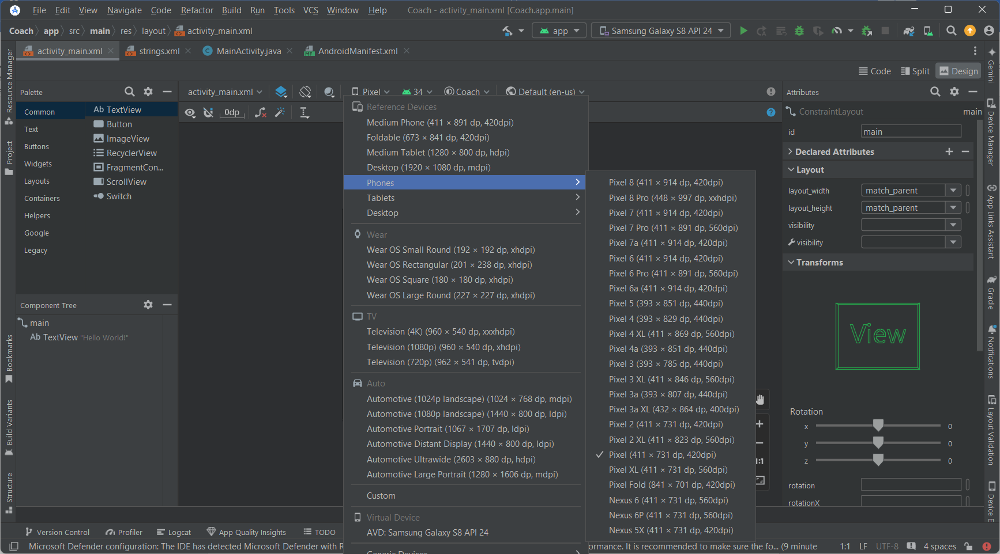 File Edit View Navigate Code Refactor Build Run Tools VCS Window Help Coach - activity_main.xml [Coach.app.main]
Coach app src main res layout activity_main.xml app Samsung Galaxy S8 API 24
activity_main.xml strings.xml MainActivity.java AndroidManifest.xml
Code Split Design
Palette activity_main.xml Pixel 34 Coach Default (en-us) Attributes
0dp
Common
Text
Buttons
Widgets
Layouts
Containers
Helpers
Google
Legacy
Ab TextView
Button
ImageView
RecyclerView
FragmentCon...
ScrollView
Switch
Component Tree
main
Ab TextView "Hello World!"
Reference Devices
Medium Phone (411 × 891 dp, 420dpi)
Foldable (673 × 841 dp, 420dpi)
Medium Tablet (1280 × 800 dp, hdpi)
Desktop (1920 × 1080 dp, mdpi)
Phones
Tablets
Desktop
Wear
Wear OS Small Round (192 × 192 dp, xhdpi)
Wear OS Rectangular (201 × 238 dp, xhdpi)
Wear OS Square (180 × 180 dp, xhdpi)
Wear OS Large Round (227 × 227 dp, xhdpi)
TV
Television (4K) (960 × 540 dp, xxxhdpi)
Television (1080p) (960 × 540 dp, xhdpi)
Television (720p) (962 × 541 dp, tvdpi)
Auto
Automotive (1024p landscape) (1024 × 768 dp, mdpi)
Automotive (1080p landscape) (1440 × 800 dp, ldpi)
Automotive Portrait (1067 × 1707 dp, ldpi)
Automotive Distant Display (1440 × 800 dp, ldpi)
Automotive Ultrawide (2603 × 880 dp, hdpi)
Automotive Large Portrait (1280 × 1606 dp, mdpi)
Custom
Virtual Device
AVD: Samsung Galaxy S8 API 24
Generic Devices
Pixel 8 (411 × 914 dp, 420dpi)
Pixel 8 Pro (448 × 997 dp, xxhdpi)
Pixel 7 (411 × 914 dp, 420dpi)
Pixel 7 Pro (411 × 891 dp, 560dpi)
Pixel 7a (411 × 914 dp, 420dpi)
Pixel 6 (411 × 914 dp, 420dpi)
Pixel 6 Pro (411 × 891 dp, 560dpi)
Pixel 6a (411 × 914 dp, 420dpi)
Pixel 5 (393 × 851 dp, 440dpi)
Pixel 4 (393 × 829 dp, 440dpi)
Pixel 4 XL (411 × 869 dp, 560dpi)
Pixel 4a (393 × 851 dp, 440dpi)
Pixel 3 (393 × 785 dp, 440dpi)
Pixel 3 XL (411 × 846 dp, 560dpi)
Pixel 3a (393 × 807 dp, 440dpi)
Pixel 3a XL (432 × 864 dp, 400dpi)
Pixel 2 (411 × 731 dp, 420dpi)
Pixel 2 XL (411 × 823 dp, 560dpi)
Pixel (411 × 731 dp, 420dpi)
Pixel XL (411 × 731 dp, 560dpi)
Pixel Fold (841 × 701 dp, 420dpi)
Nexus 6 (411 × 731 dp, 560dpi)
Nexus 6P (411 × 731 dp, 560dpi)
Nexus 5X (411 × 731 dp, 420dpi)
1:1
ConstraintLayout main
id main
Declared Attributes
Layout
layout_width match_parent
layout_height match_parent
visibility
visibility
Transforms
View
Rotation
x 0
y 0
z 0
rotation
rotationX
Resource Manager
Project
Bookmarks
Build Variants
Structure
Gemini
Device Manager
App Links Assistant
Gradle
Notifications
Layout Validation
Device E
Version Control Profiler Logcat App Quality Insights TODO
Microsoft Defender configuration: The IDE has detected Microsoft Defender with R
ormance. It is recommended to make sure the fo... (9 minute 1:1 LF UTF-8 4 spaces